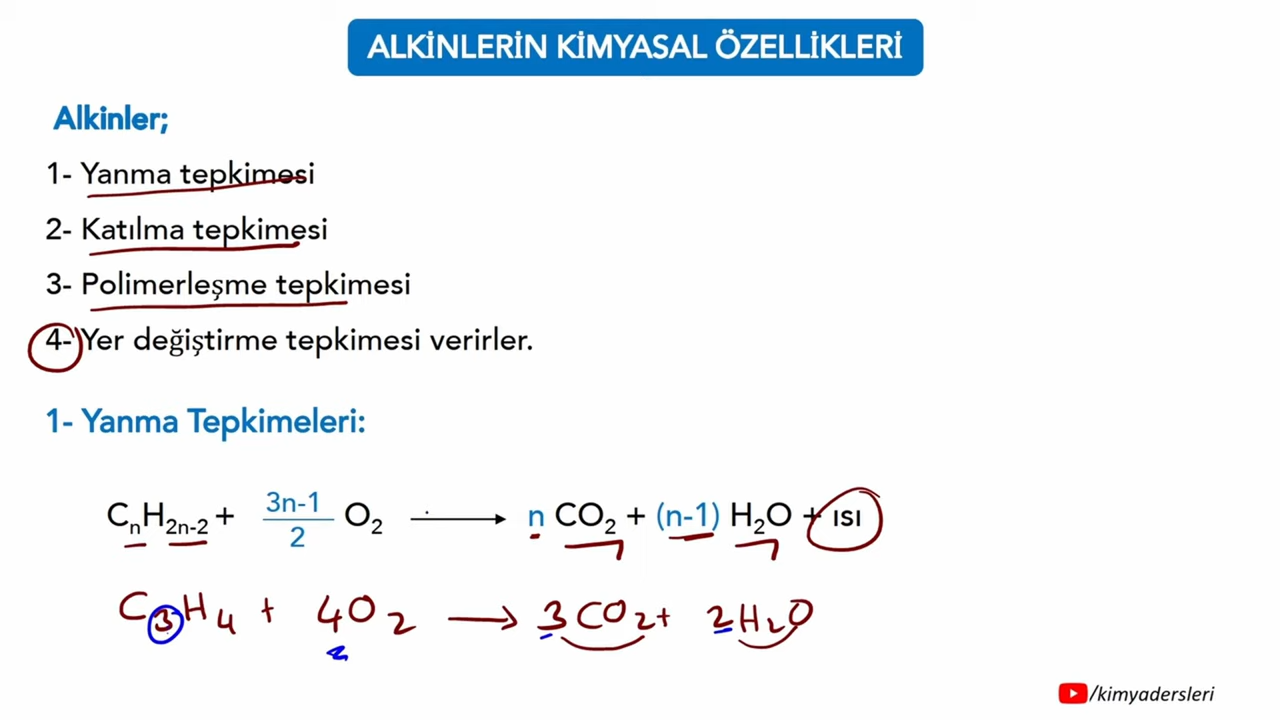 ALKİNLERİN KİMYASAL ÖZELLİKLERİ
Alkinler;
1- Yanma tepkimesi
2- Katılma tepkimesi
3- Polimerleşme tepkimesi
4- Yer değiştirme tepkimesi verirler.
1- Yanma Tepkimeleri:
CₙH₂ₙ₋₂ + 3n-1/2 O₂ ⟶ n CO₂ + (n-1) H₂O + ısı
C₃H₄ + 4O₂ ⟶ 3CO₂ + 2H₂O
/kimyadersleri